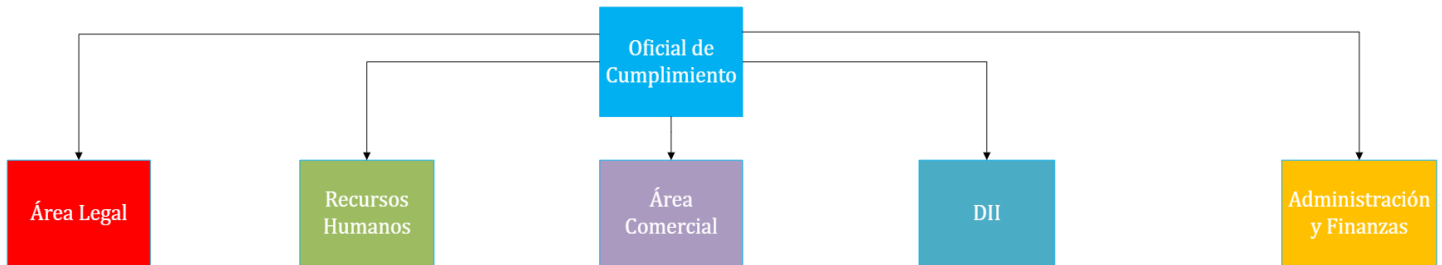 Oficial de
Cumplimiento
Área Legal
Recursos
Humanos
Área
Comercial
DII
Administración
y Finanzas